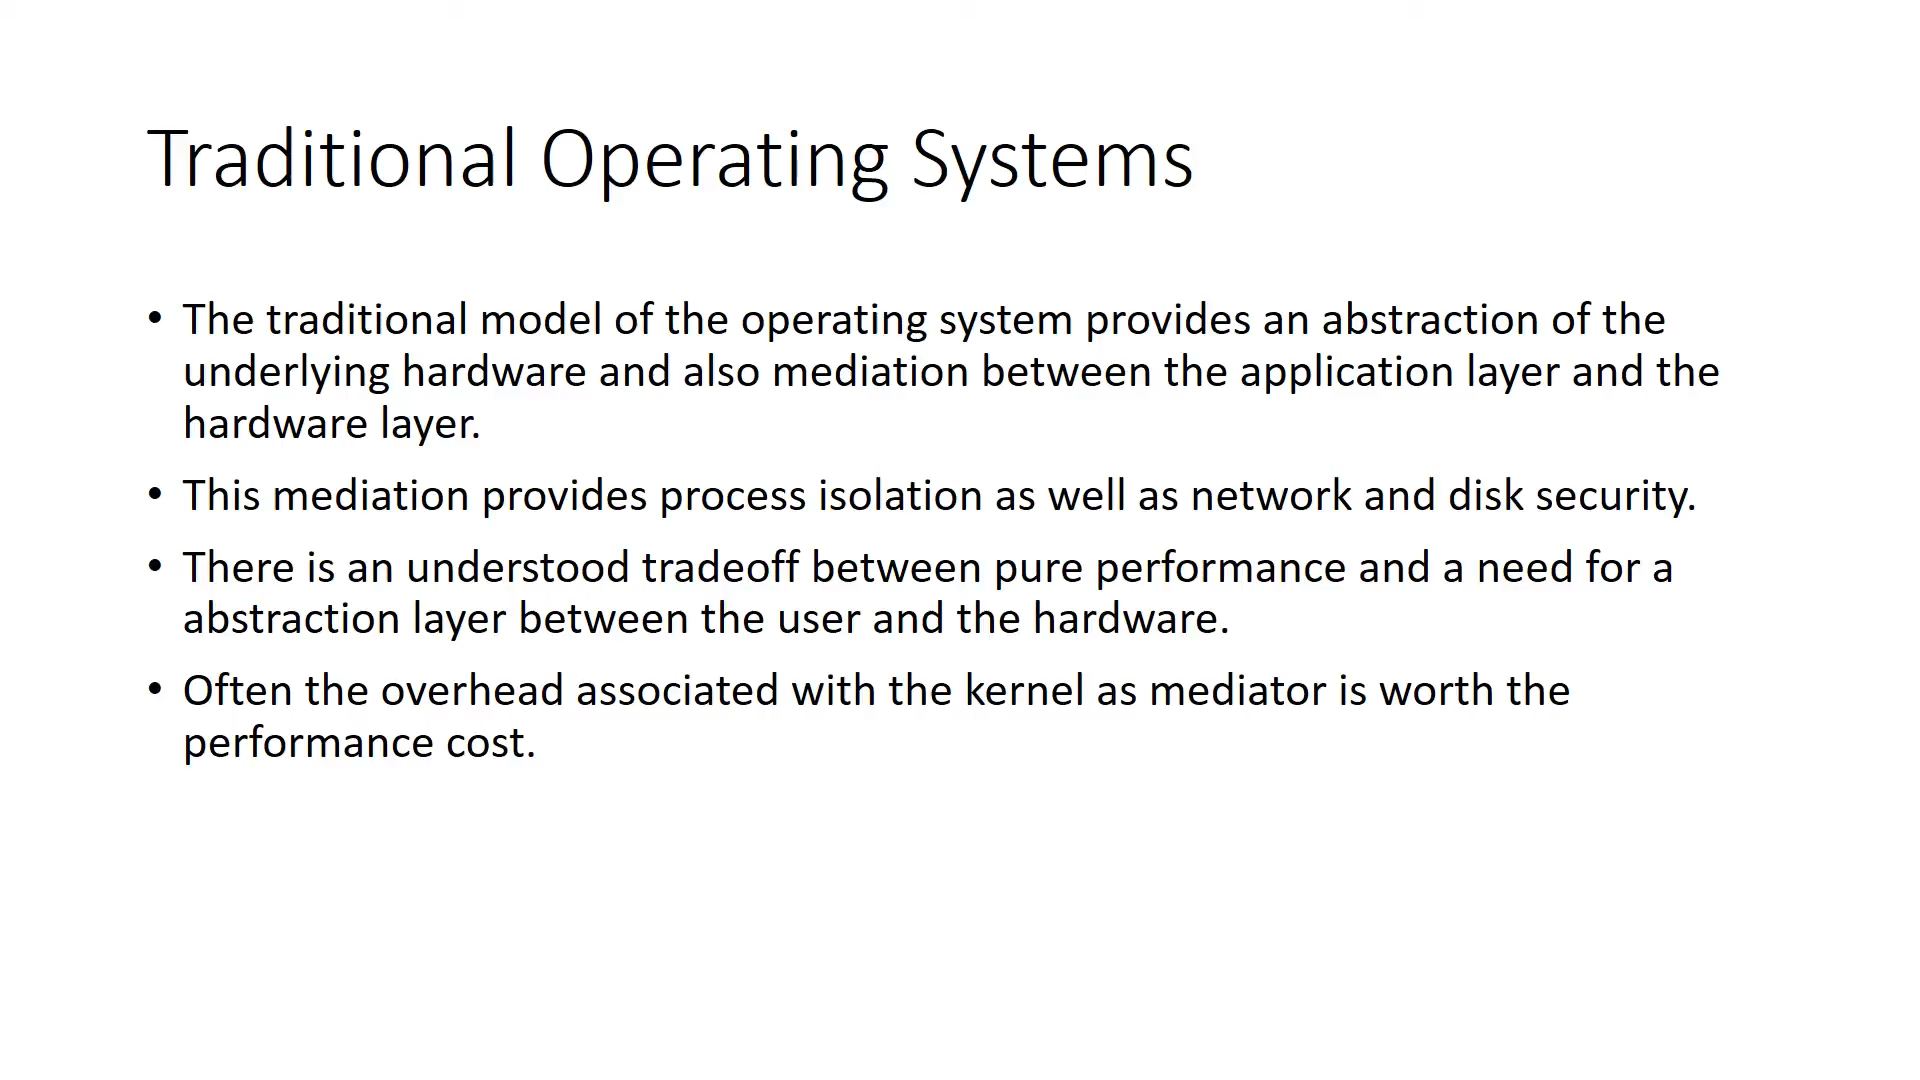 Traditional Operating Systems
• The traditional model of the operating system provides an abstraction of the
underlying hardware and also mediation between the application layer and the
hardware layer.
• This mediation provides process isolation as well as network and disk security.
• There is an understood tradeoff between pure performance and a need for a
abstraction layer between the user and the hardware.
• Often the overhead associated with the kernel as mediator is worth the
performance cost.